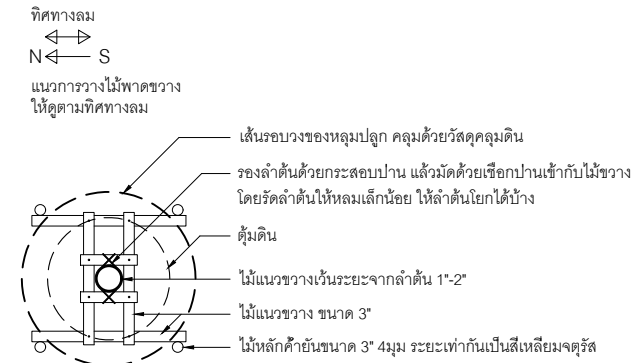 ทิศทางลม
N S
แนวการวางไม้พาดขวาง
ให้ดูตามทิศทางลม
เส้นรอบวงของหลุมปลูก คลุมด้วยวัสดุคลุมดิน
รองลำต้นด้วยกระสอบปาน แล้วมัดด้วยเชือกปานเข้ากับไม้ขวาง
โดยรัดลำต้นให้หลมเล็กน้อย ให้ลำต้นโยกได้บ้าง
ตุ้มดิน
ไม้แนวขวางเว้นระยะจากลำต้น 1"-2"
ไม้แนวขวาง ขนาด 3"
ไม้หลักค้ำยันขนาด 3" 4มุม ระยะเท่ากันเป็นสี่เหลี่ยมจตุรัส